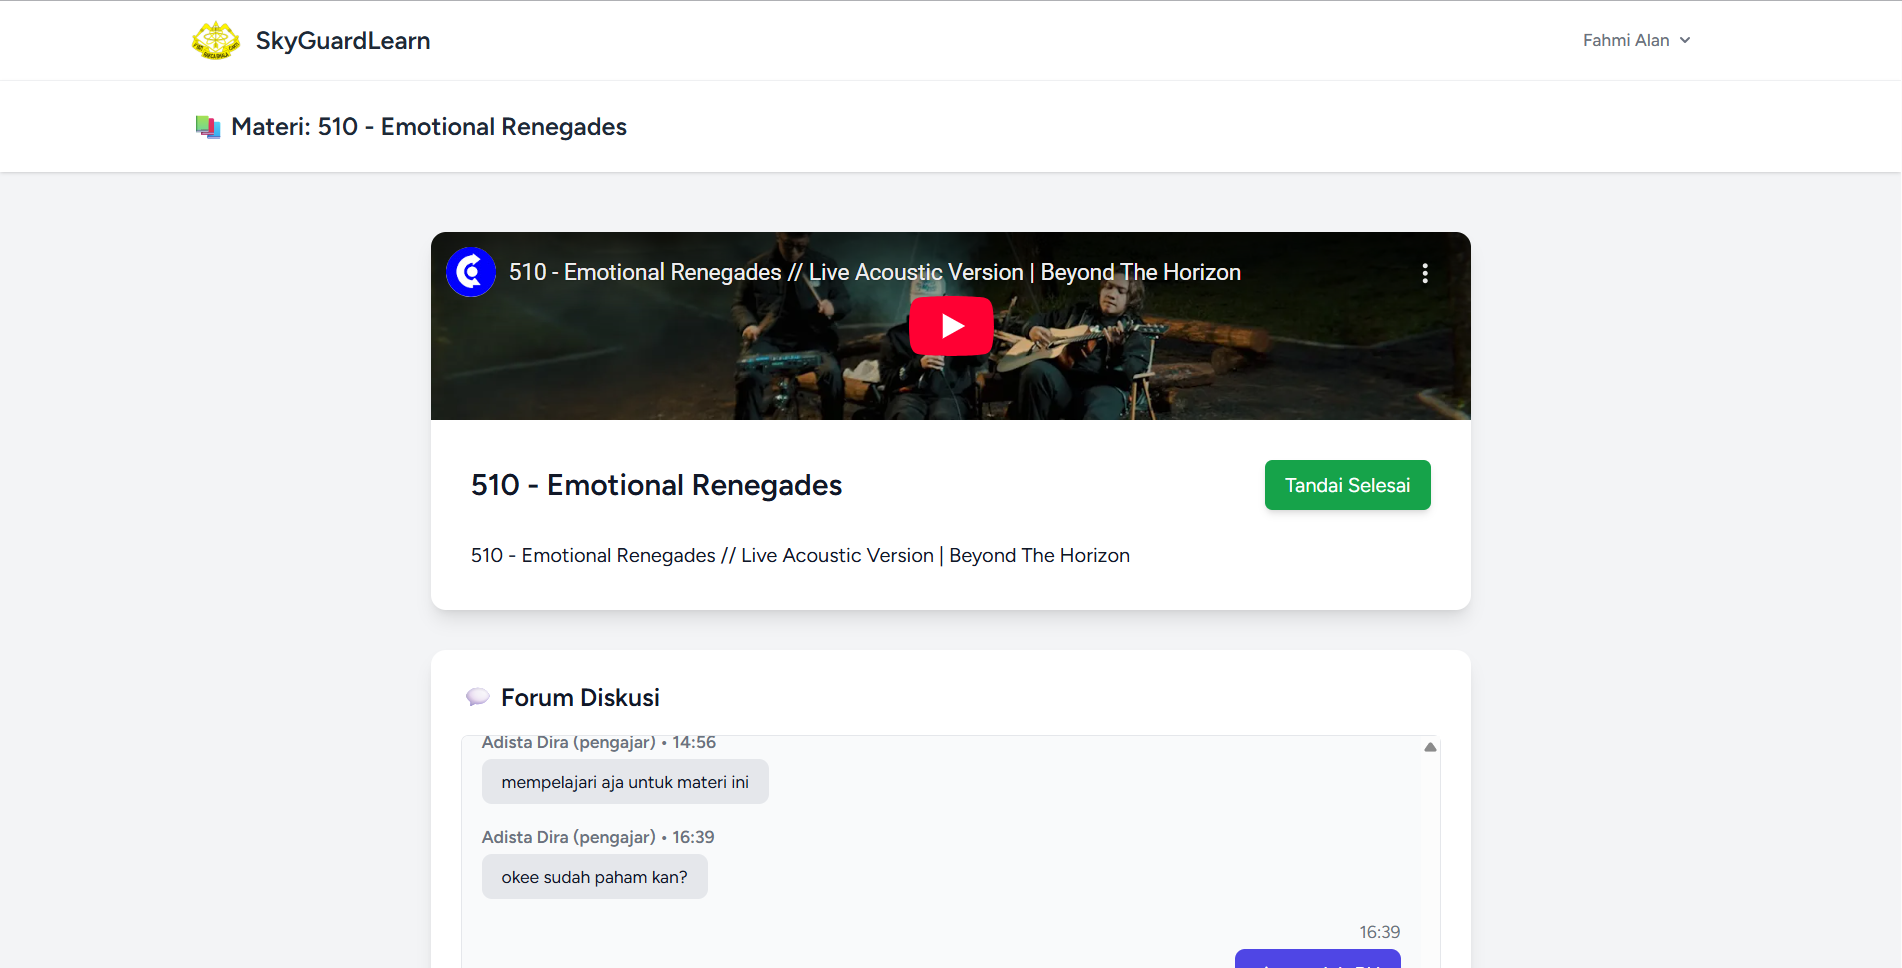 SkyGuardLearn
Fahmi Alan
Materi: 510 - Emotional Renegades
510 - Emotional Renegades // Live Acoustic Version | Beyond The Horizon
510 - Emotional Renegades
Tandai Selesai
510 - Emotional Renegades // Live Acoustic Version | Beyond The Horizon
Forum Diskusi
Adista Dira (pengajar) • 14:56
mempelajari aja untuk materi ini
Adista Dira (pengajar) • 16:39
okee sudah paham kan?
16:39